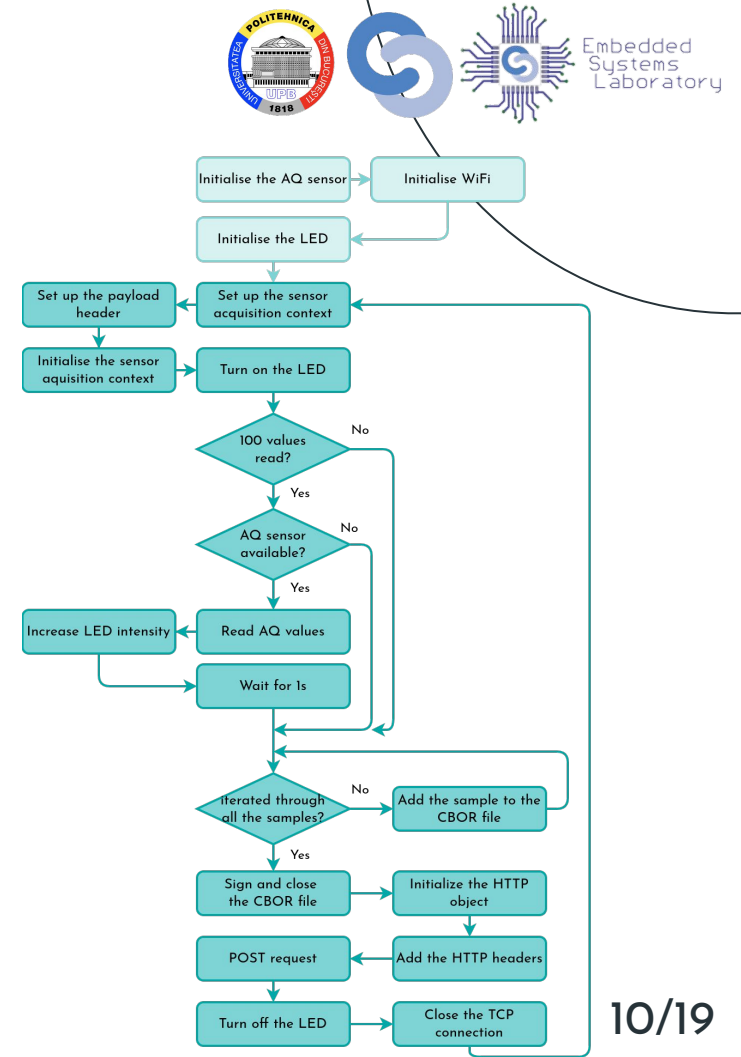 UNIVERSITATEA POLITEHNICA DIN BUCUREȘTI
UPB
1818
Embedded
Systems
Laboratory
Initialise the AQ sensor
Initialise WiFi
Initialise the LED
Set up the payload
header
Set up the sensor
acquisition context
Initialise the sensor
aquisition context
Turn on the LED
100 values
read?
No
Yes
AQ sensor
available?
No
Yes
Increase LED intensity
Read AQ values
Wait for 1s
iterated through
all the samples?
No
Add the sample to the
CBOR file
Yes
Sign and close
the CBOR file
Initialize the HTTP
object
POST request
Add the HTTP headers
Turn off the LED
Close the TCP
connection
10/19